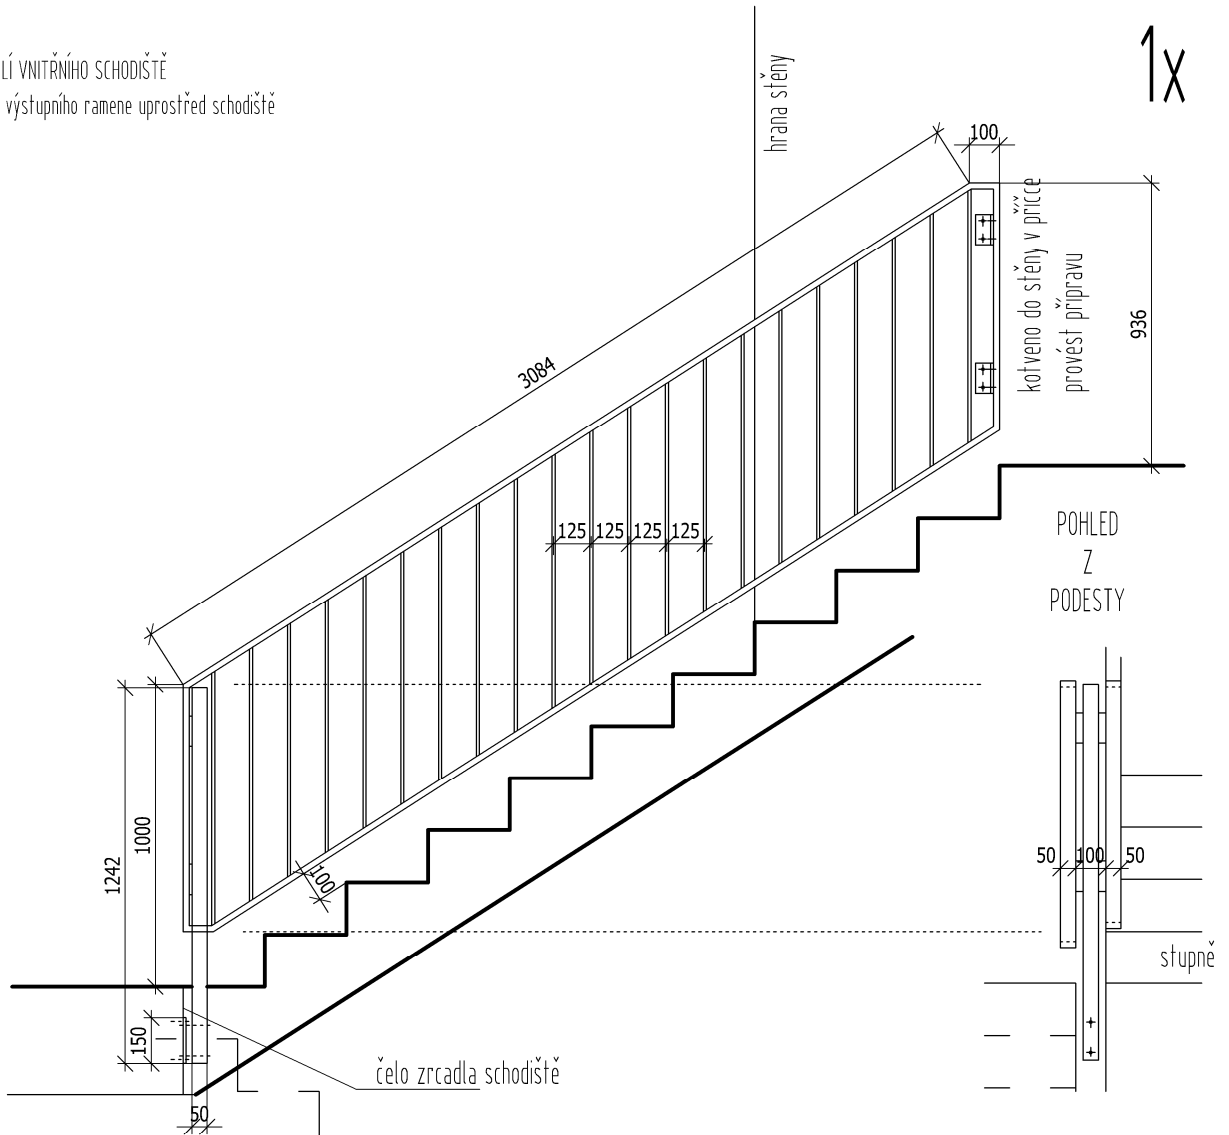 LÍ VNITŘNÍHO SCHODIŠTĚ
výstupního ramene uprostřed schodiště
1x
hrana stěny
100
kotveno do stěny v příčce
provést přípravu
936
3084
125 125 125 125
POHLED
Z
PODESTY
1242
1000
100
50 100 50
stupně
150
čelo zrcadla schodiště
50